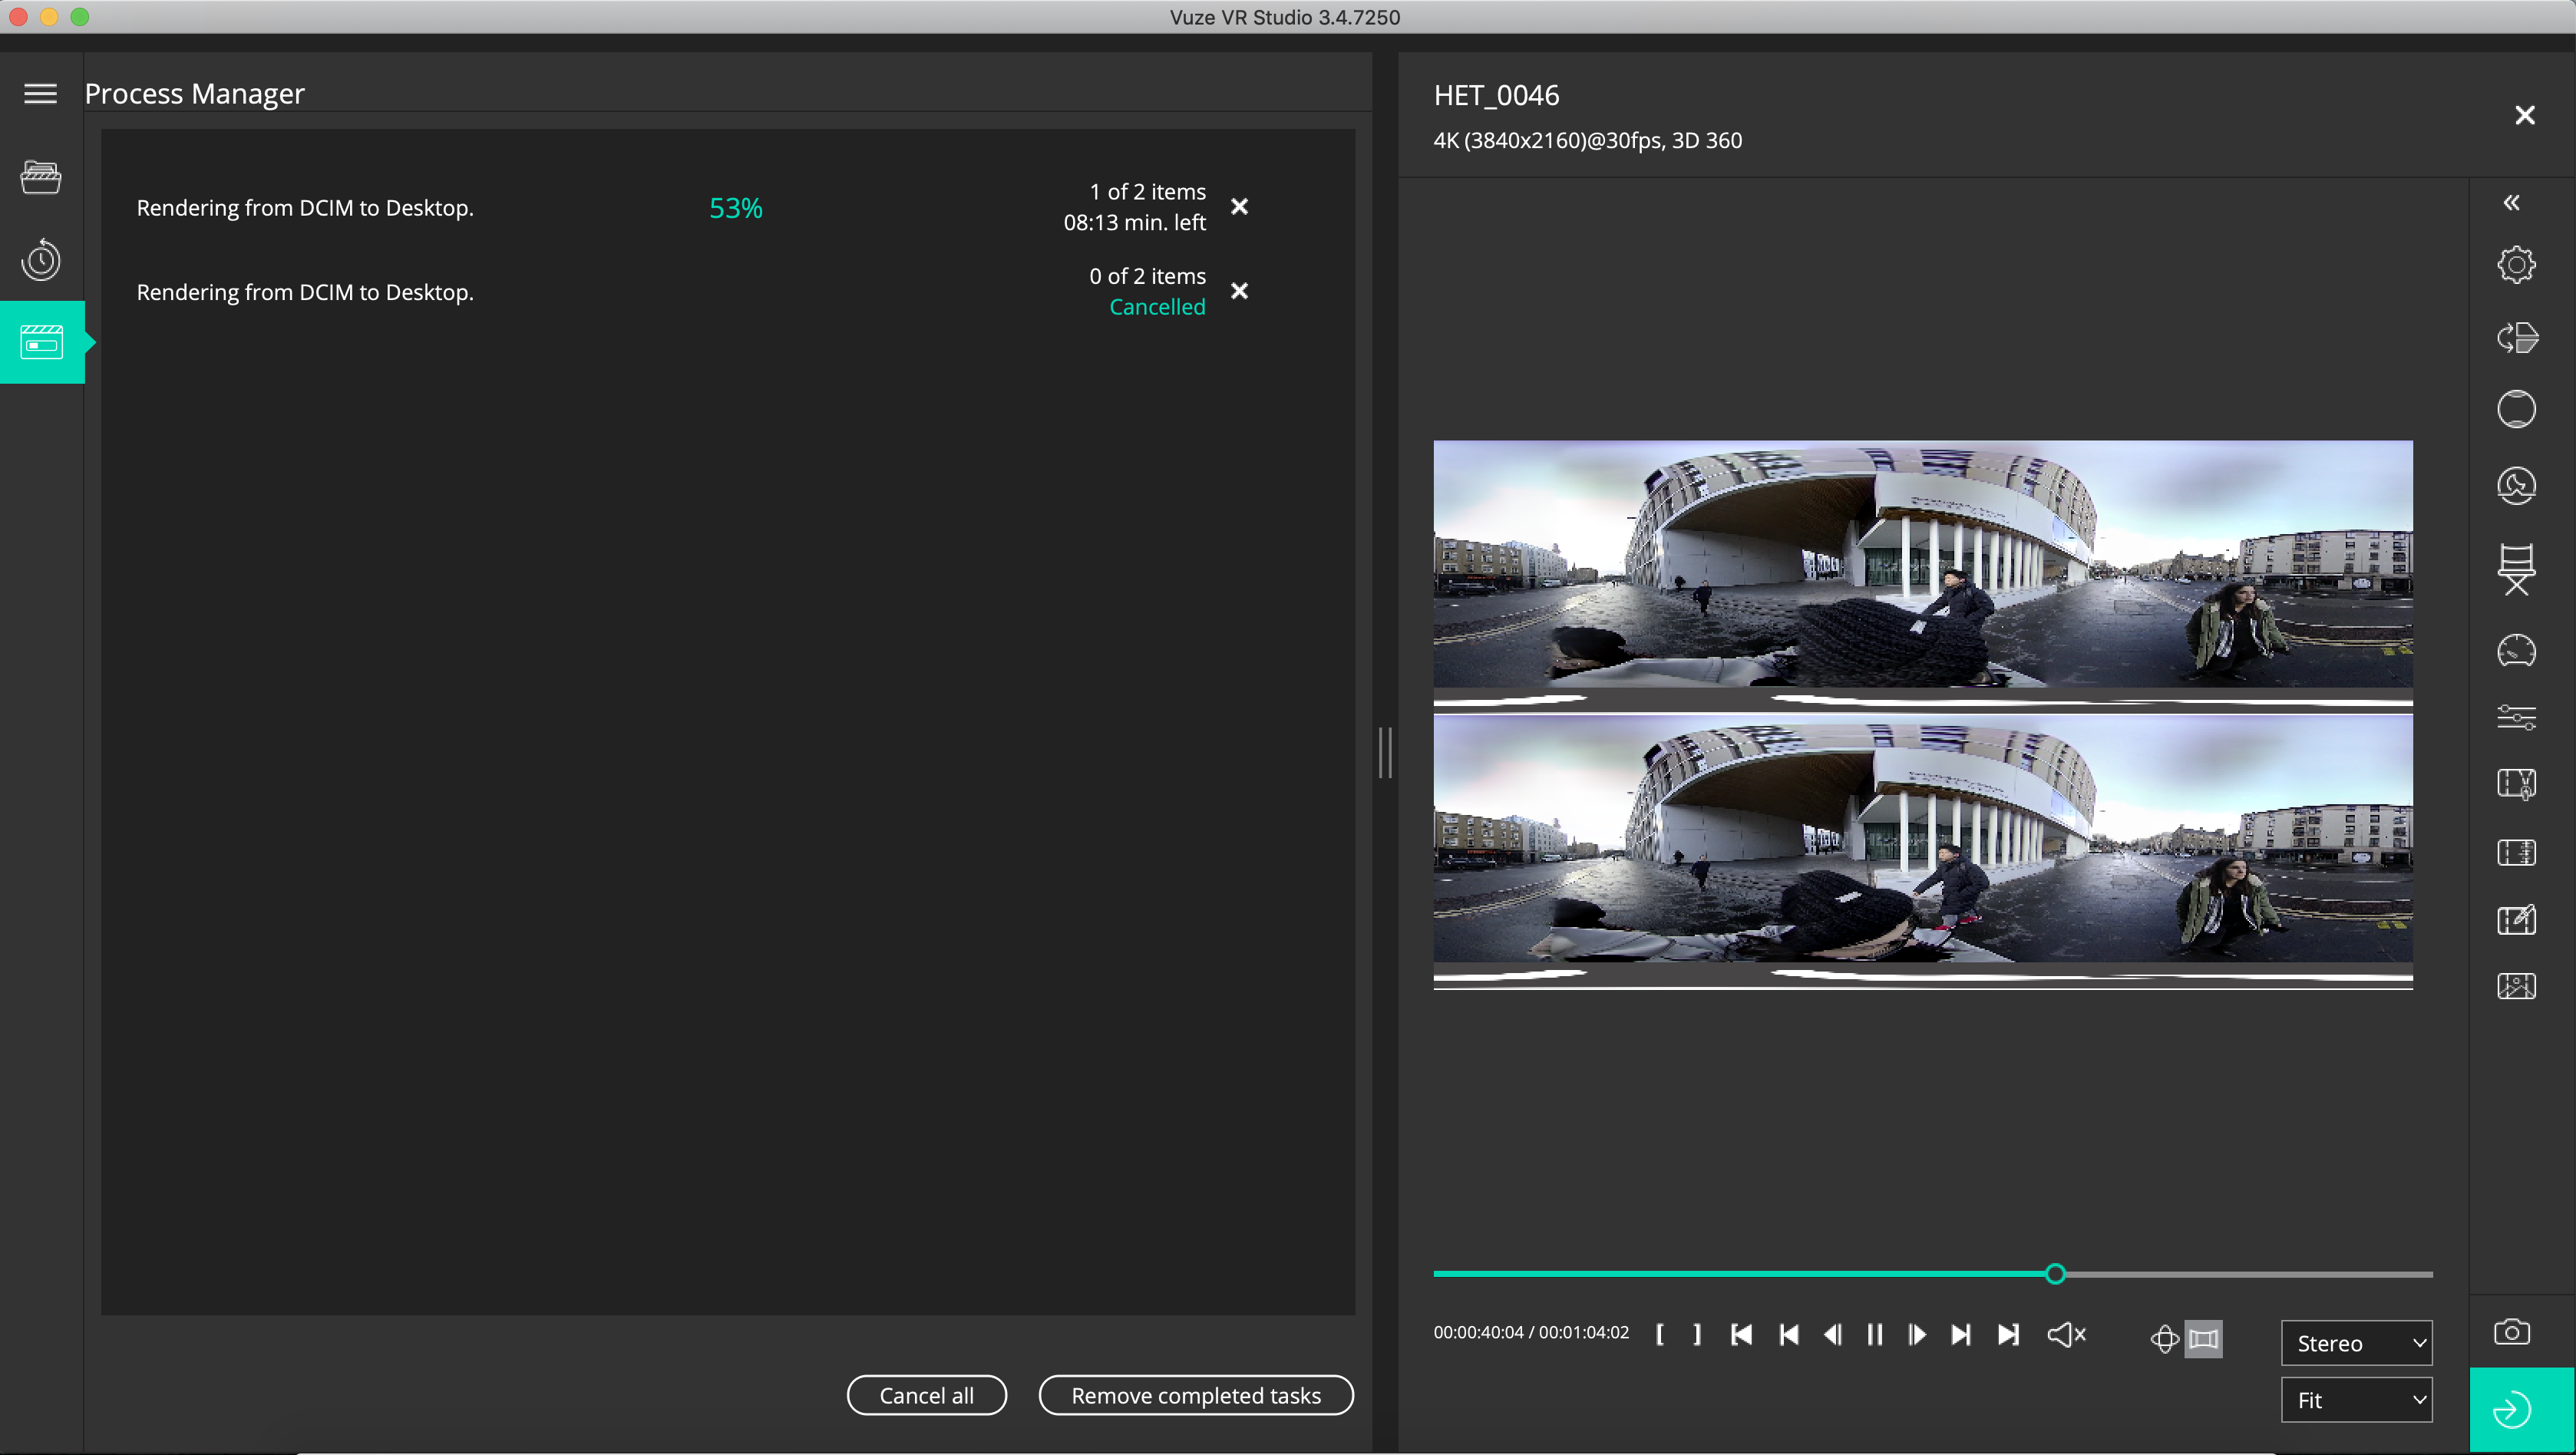 Vuze VR Studio 3.4.7250
Process Manager
Rendering from DCIM to Desktop.
53%
1 of 2 items
08:13 min. left
Rendering from DCIM to Desktop.
0 of 2 items
Cancelled
Cancel all
Remove completed tasks
HET_0046
4K (3840x2160)@30fps, 3D 360
00:00:40:04 / 00:01:04:02
Stereo
Fit